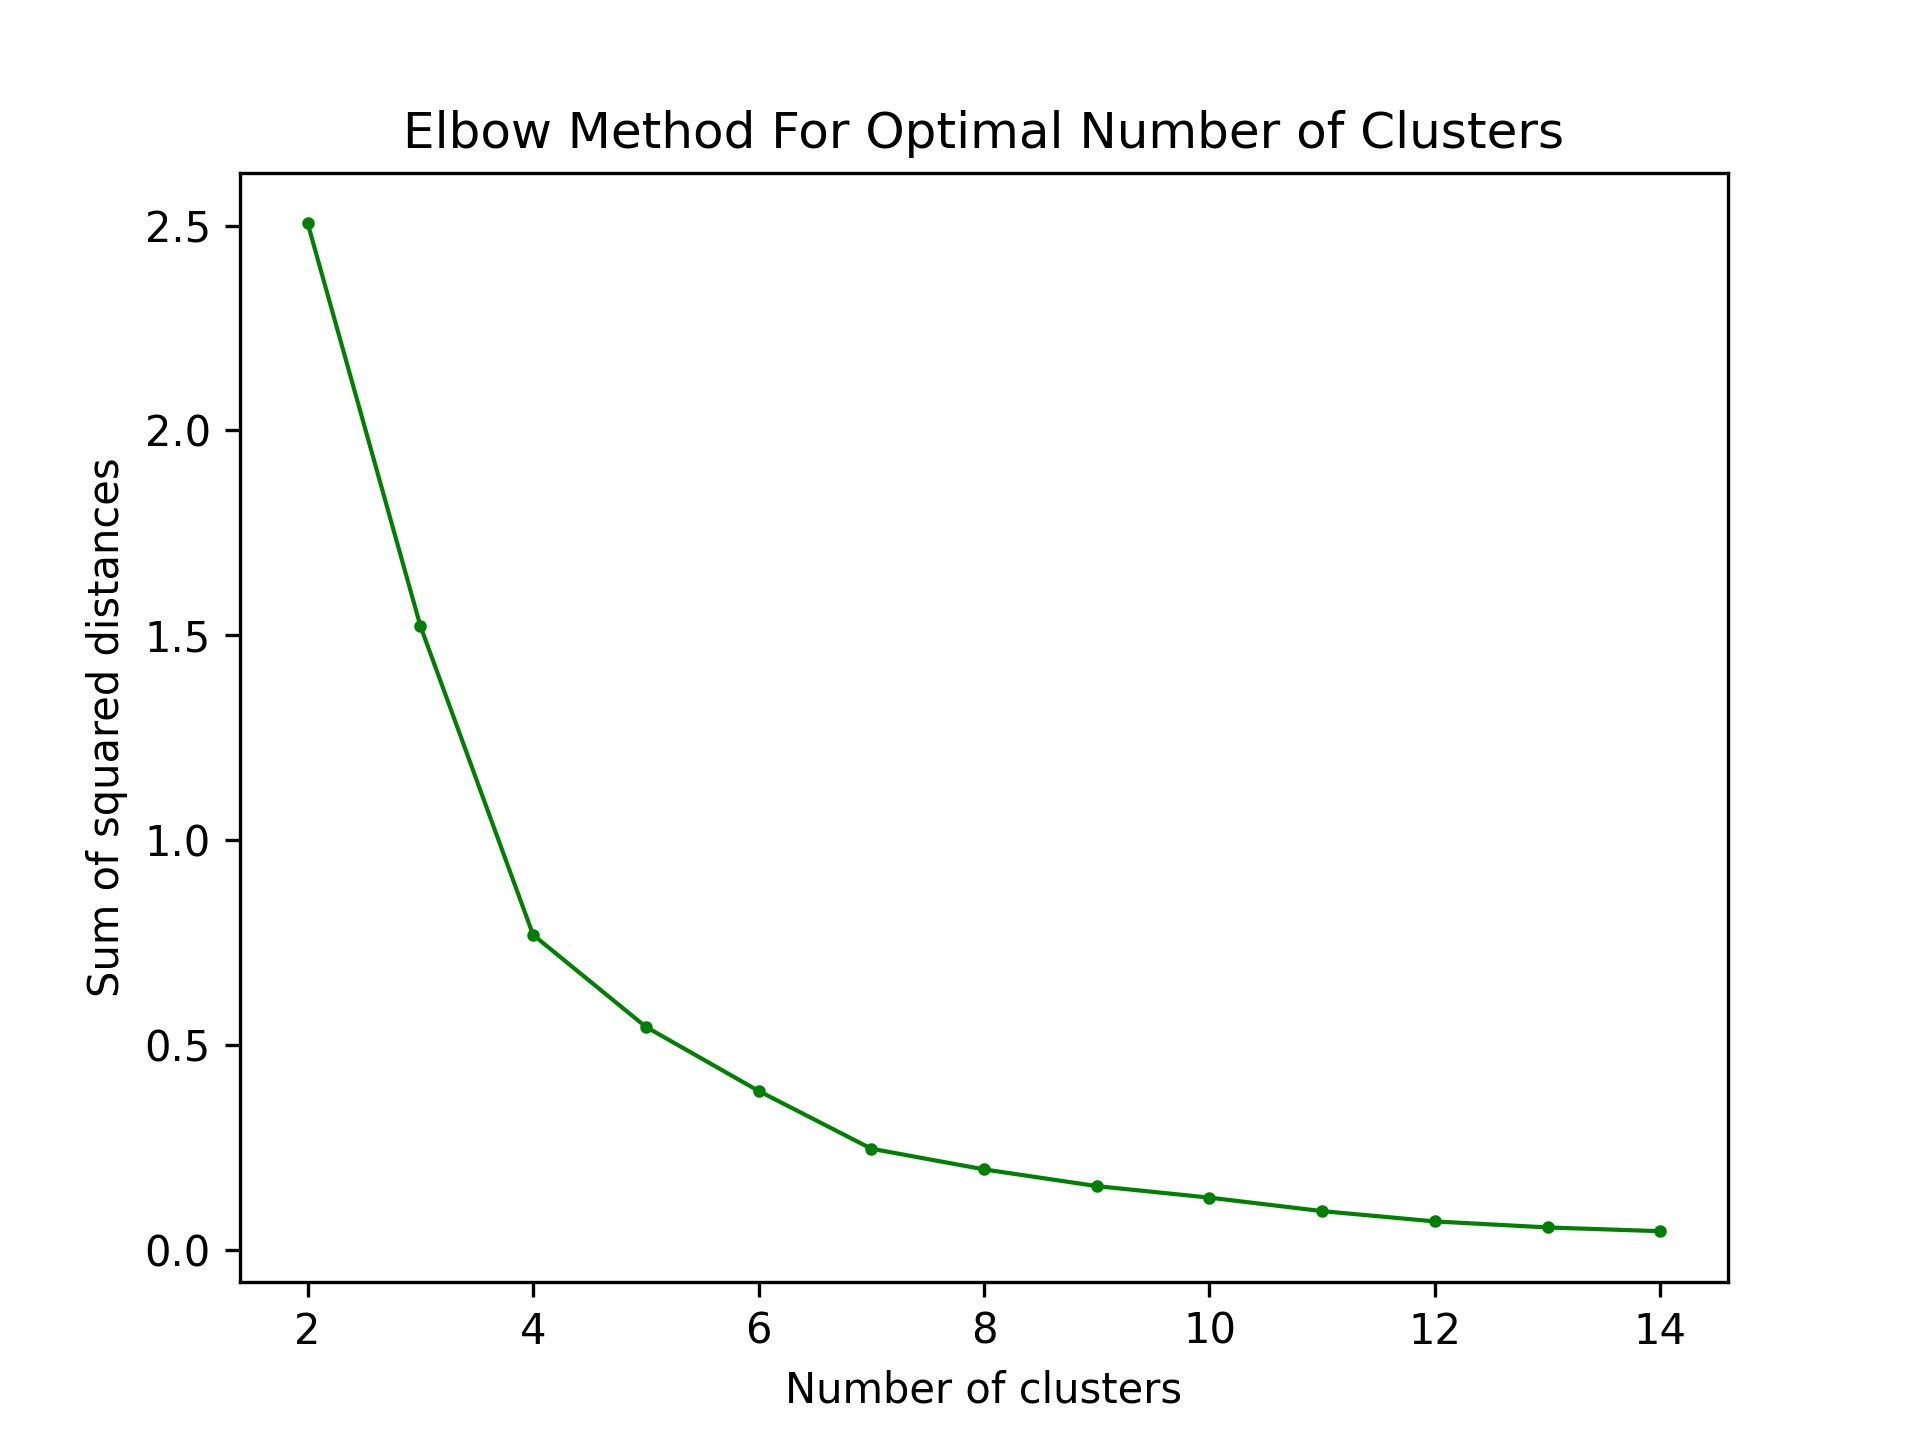 Elbow Method For Optimal Number of Clusters
2.5
2.0
1.5
1.0
0.5
0.0
Sum of squared distances
2 4 6 8 10 12 14
Number of clusters